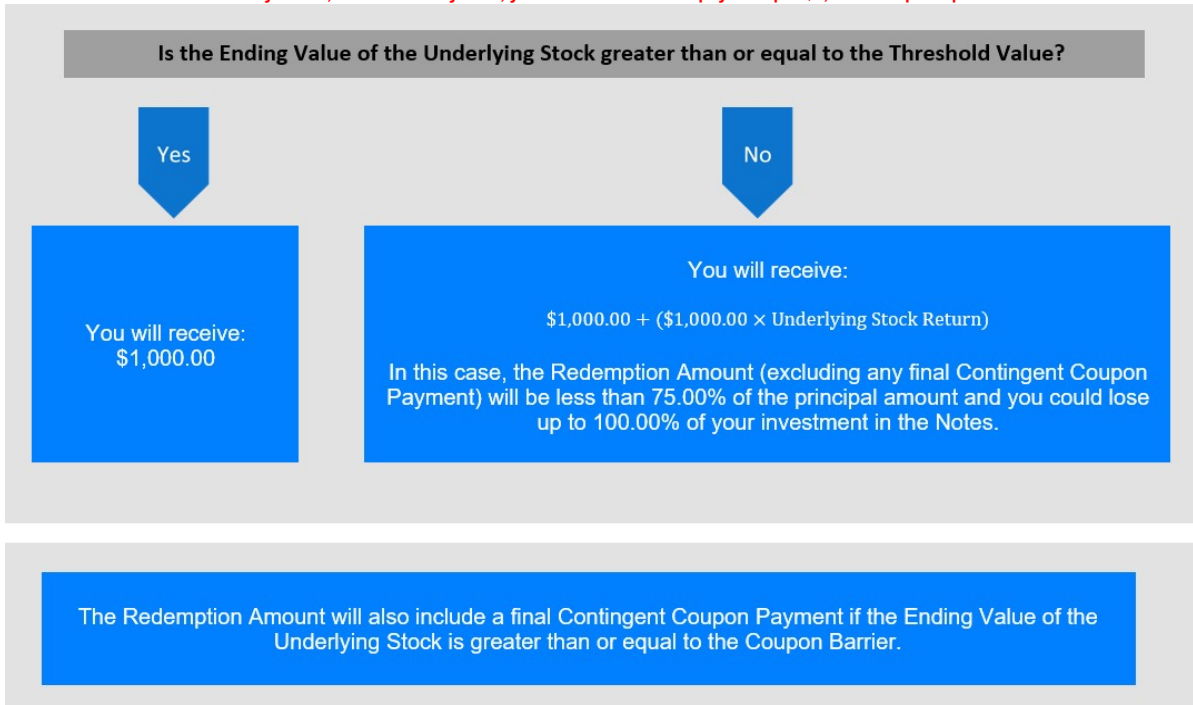 Is the Ending Value of the Underlying Stock greater than or equal to the Threshold Value?
Yes
No
You will receive:
$1,000.00
You will receive:
$1,000.00 + ($1,000.00 × Underlying Stock Return)
In this case, the Redemption Amount (excluding any final Contingent Coupon
Payment) will be less than 75.00% of the principal amount and you could lose
up to 100.00% of your investment in the Notes.
The Redemption Amount will also include a final Contingent Coupon Payment if the Ending Value of the
Underlying Stock is greater than or equal to the Coupon Barrier.